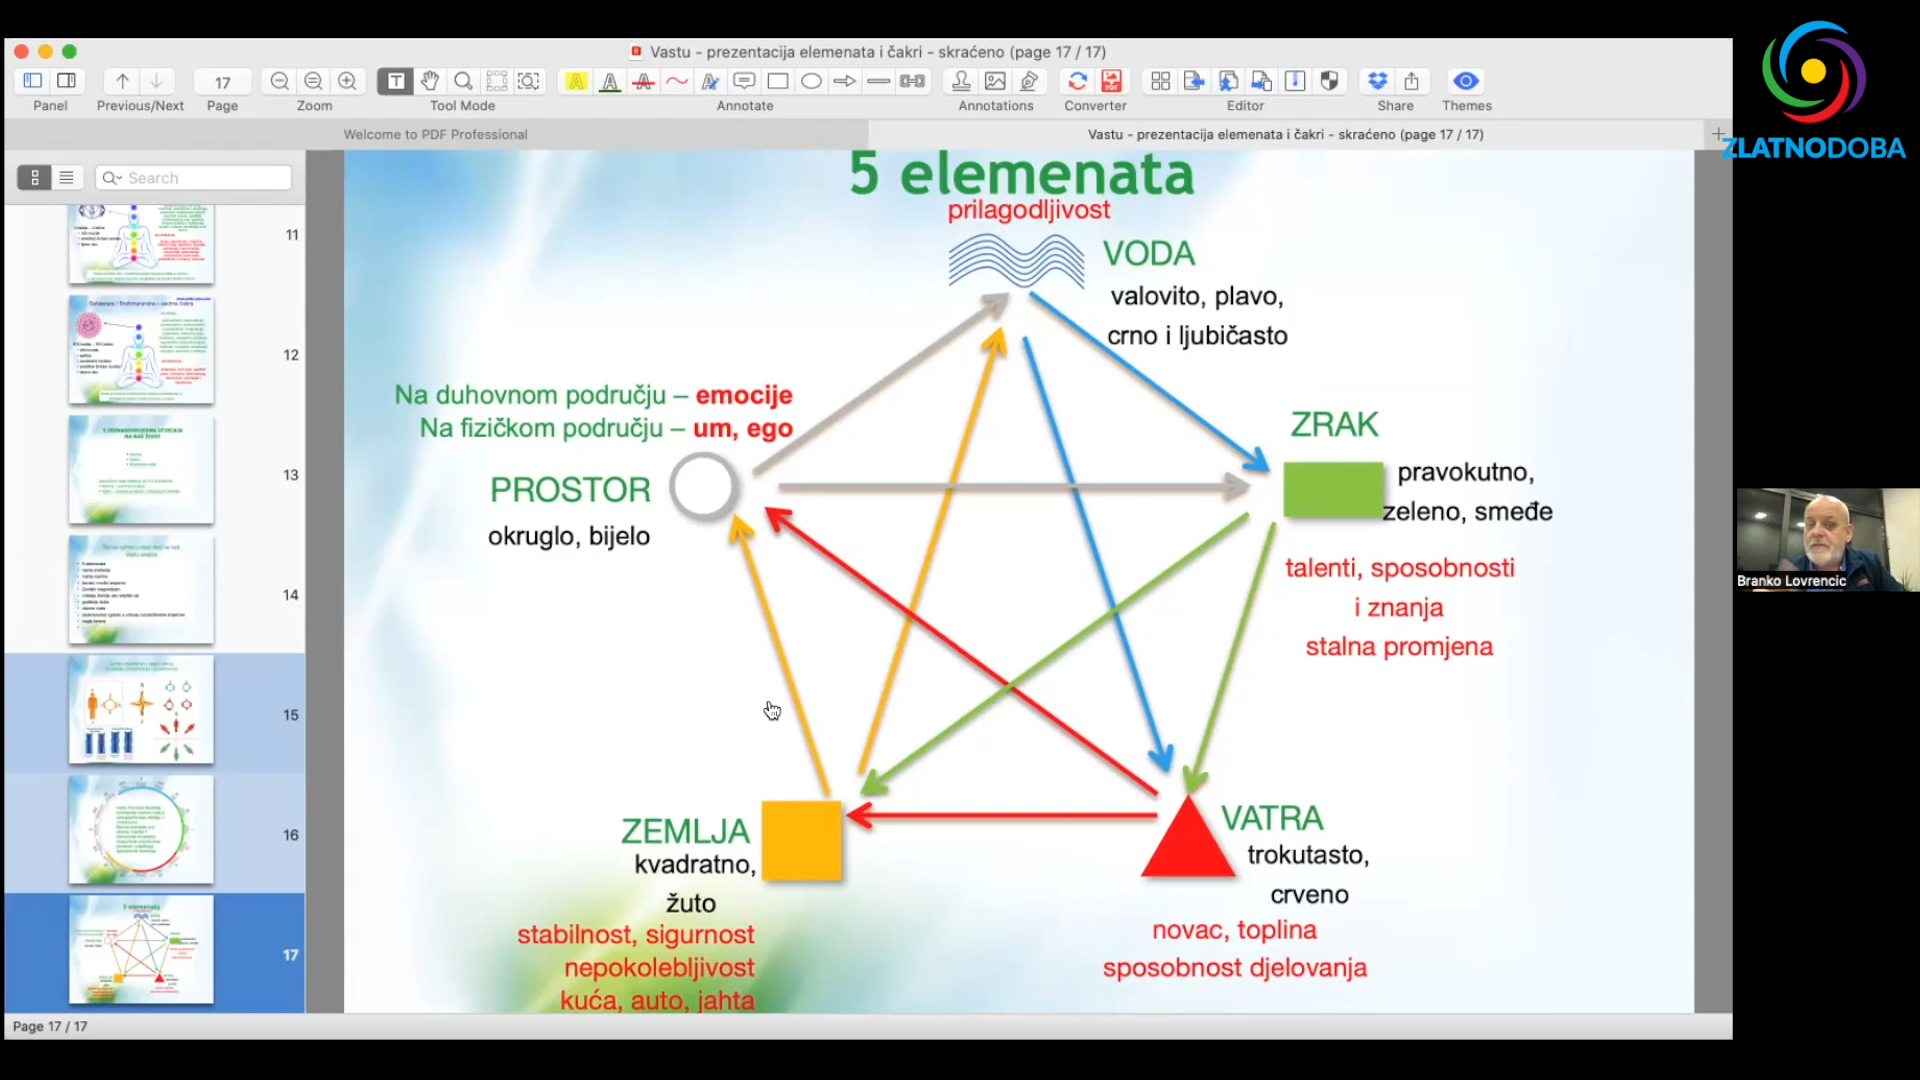 Vastu - prezentacija elemenata i čakri - skraćeno (page 17 / 17)
17
T
A
PDF
Panel
Previous/Next
Page
Zoom
Tool Mode
Annotate
Annotations
Converter
Editor
Share
Themes
Welcome to PDF Professional
Vastu - prezentacija elemenata i čakri - skraćeno (page 17 / 17)
ZLATNODOBA
Search
11
12
13
14
15
16
17
5 elemenata
prilagodljivost
VODA
valovito, plavo,
crno i ljubičasto
Na duhovnom području – emocije
Na fizičkom području – um, ego
PROSTOR
okruglo, bijelo
ZRAK
pravokutno,
zeleno, smeđe
talenti, sposobnosti
i znanja
stalna promjena
ZEMLJA
kvadratno,
žuto
stabilnost, sigurnost
nepokolebljivost
kuća, auto, jahta
VATRA
trokutasto,
crveno
novac, toplina
sposobnost djelovanja
Branko Lovrencic
Page 17 / 17